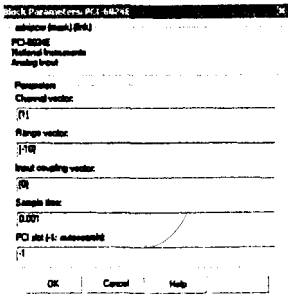 Block Parameters: PCI-6024E
adnipcie (mask) (link)
PCI-6024E
National Instruments
Analog Input
Parameters
Channel vector:
[1]
Range vector:
[-10]
Input coupling vector:
[0]
Sample time:
0.001
PCI slot (-1: autosearch)
-1
OK Cancel Help